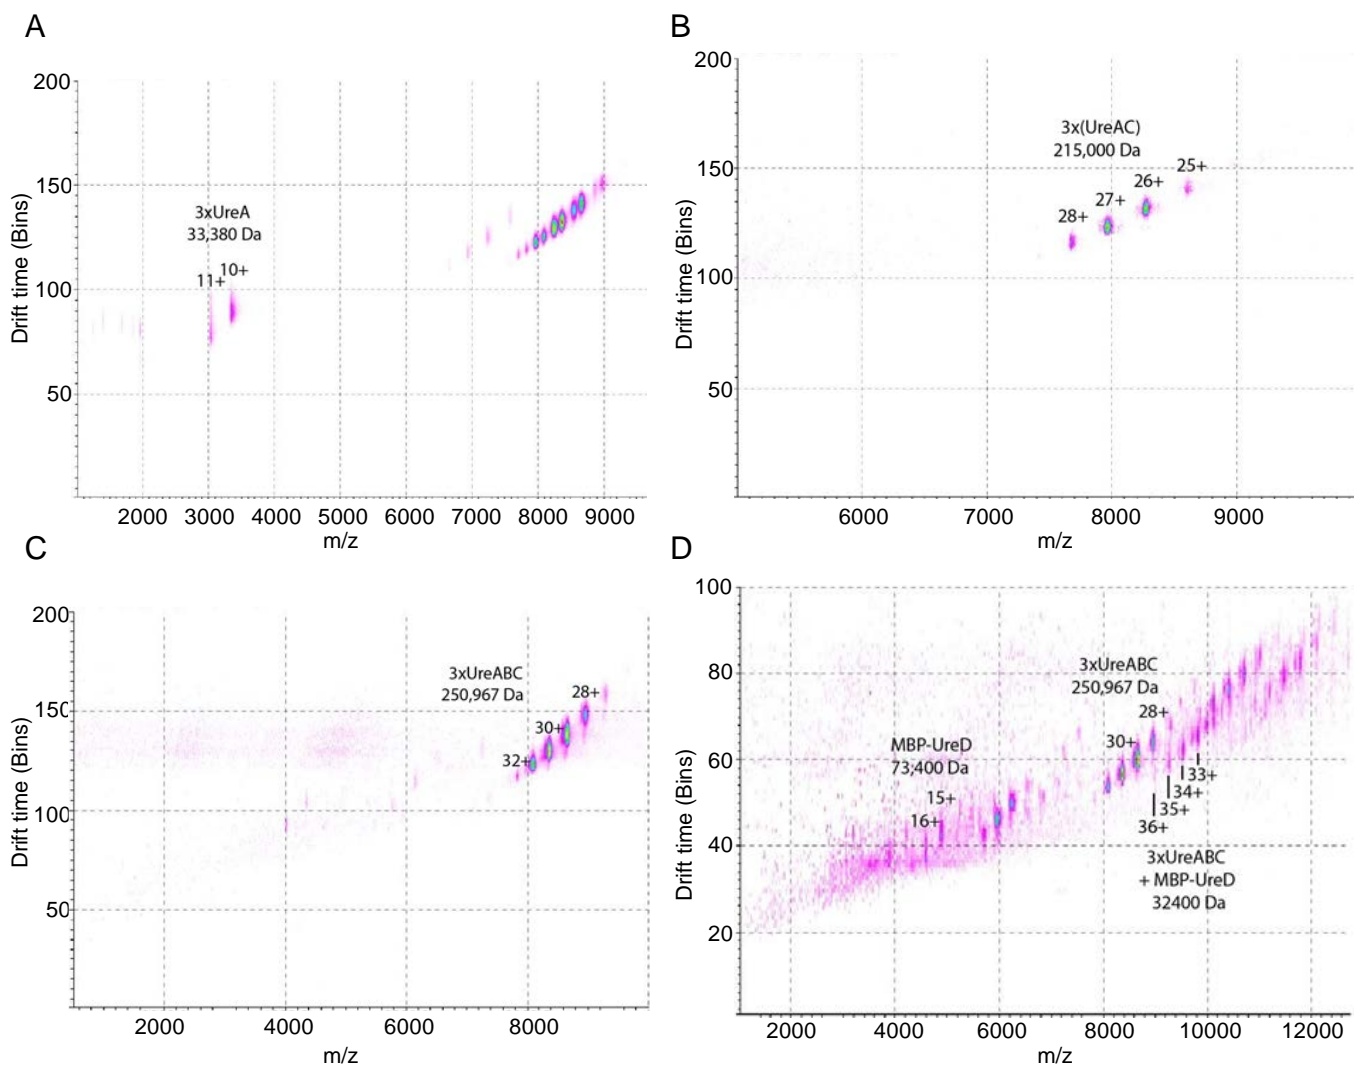 A
200
150
100
50
Drift time (Bins)
3xUreA
33,380 Da
11+
10+
2000 3000 4000 5000 6000 7000 8000 9000
m/z
B
200
150
100
50
Drift time (Bins)
3x(UreAC)
215,000 Da
28+
27+
26+
25+
6000 7000 8000 9000
m/z
C
200
150
100
50
Drift time (Bins)
3xUreABC
250,967 Da
32+
30+
28+
2000 4000 6000 8000
m/z
D
100
80
60
40
20
Drift time (Bins)
MBP-UreD
73,400 Da
16+
15+
3xUreABC
250,967 Da
30+
28+
36+
35+
34+
33+
3xUreABC
+ MBP-UreD
32400 Da
2000 4000 6000 8000 10000 12000
m/z